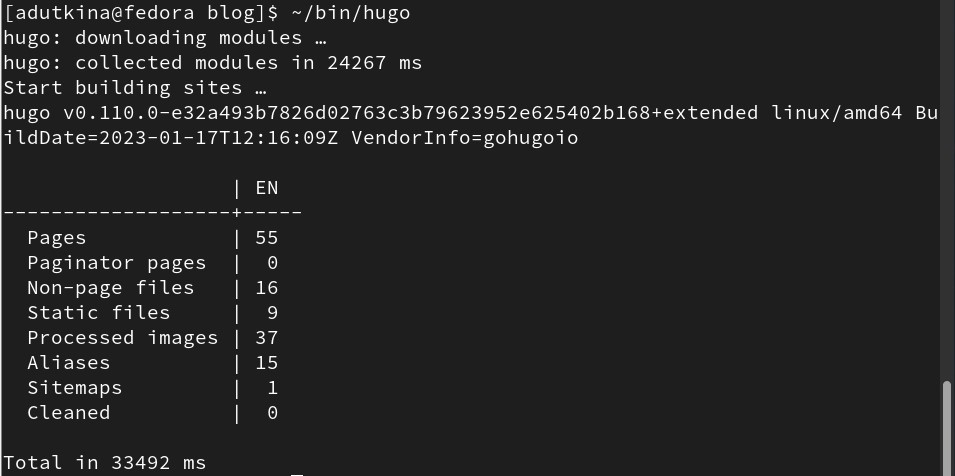 [adutkina@fedora blog]$ ~/bin/hugo
hugo: downloading modules …
hugo: collected modules in 24267 ms
Start building sites …
hugo v0.110.0-e32a493b7826d02763c3b79623952e625402b168+extended linux/amd64 Bu
ildDate=2023-01-17T12:16:09Z VendorInfo=gohugoio
                   | EN
-------------------+-----
  Pages            | 55
  Paginator pages  |  0
  Non-page files   | 16
  Static files     |  9
  Processed images | 37
  Aliases          | 15
  Sitemaps         |  1
  Cleaned          |  0
Total in 33492 ms